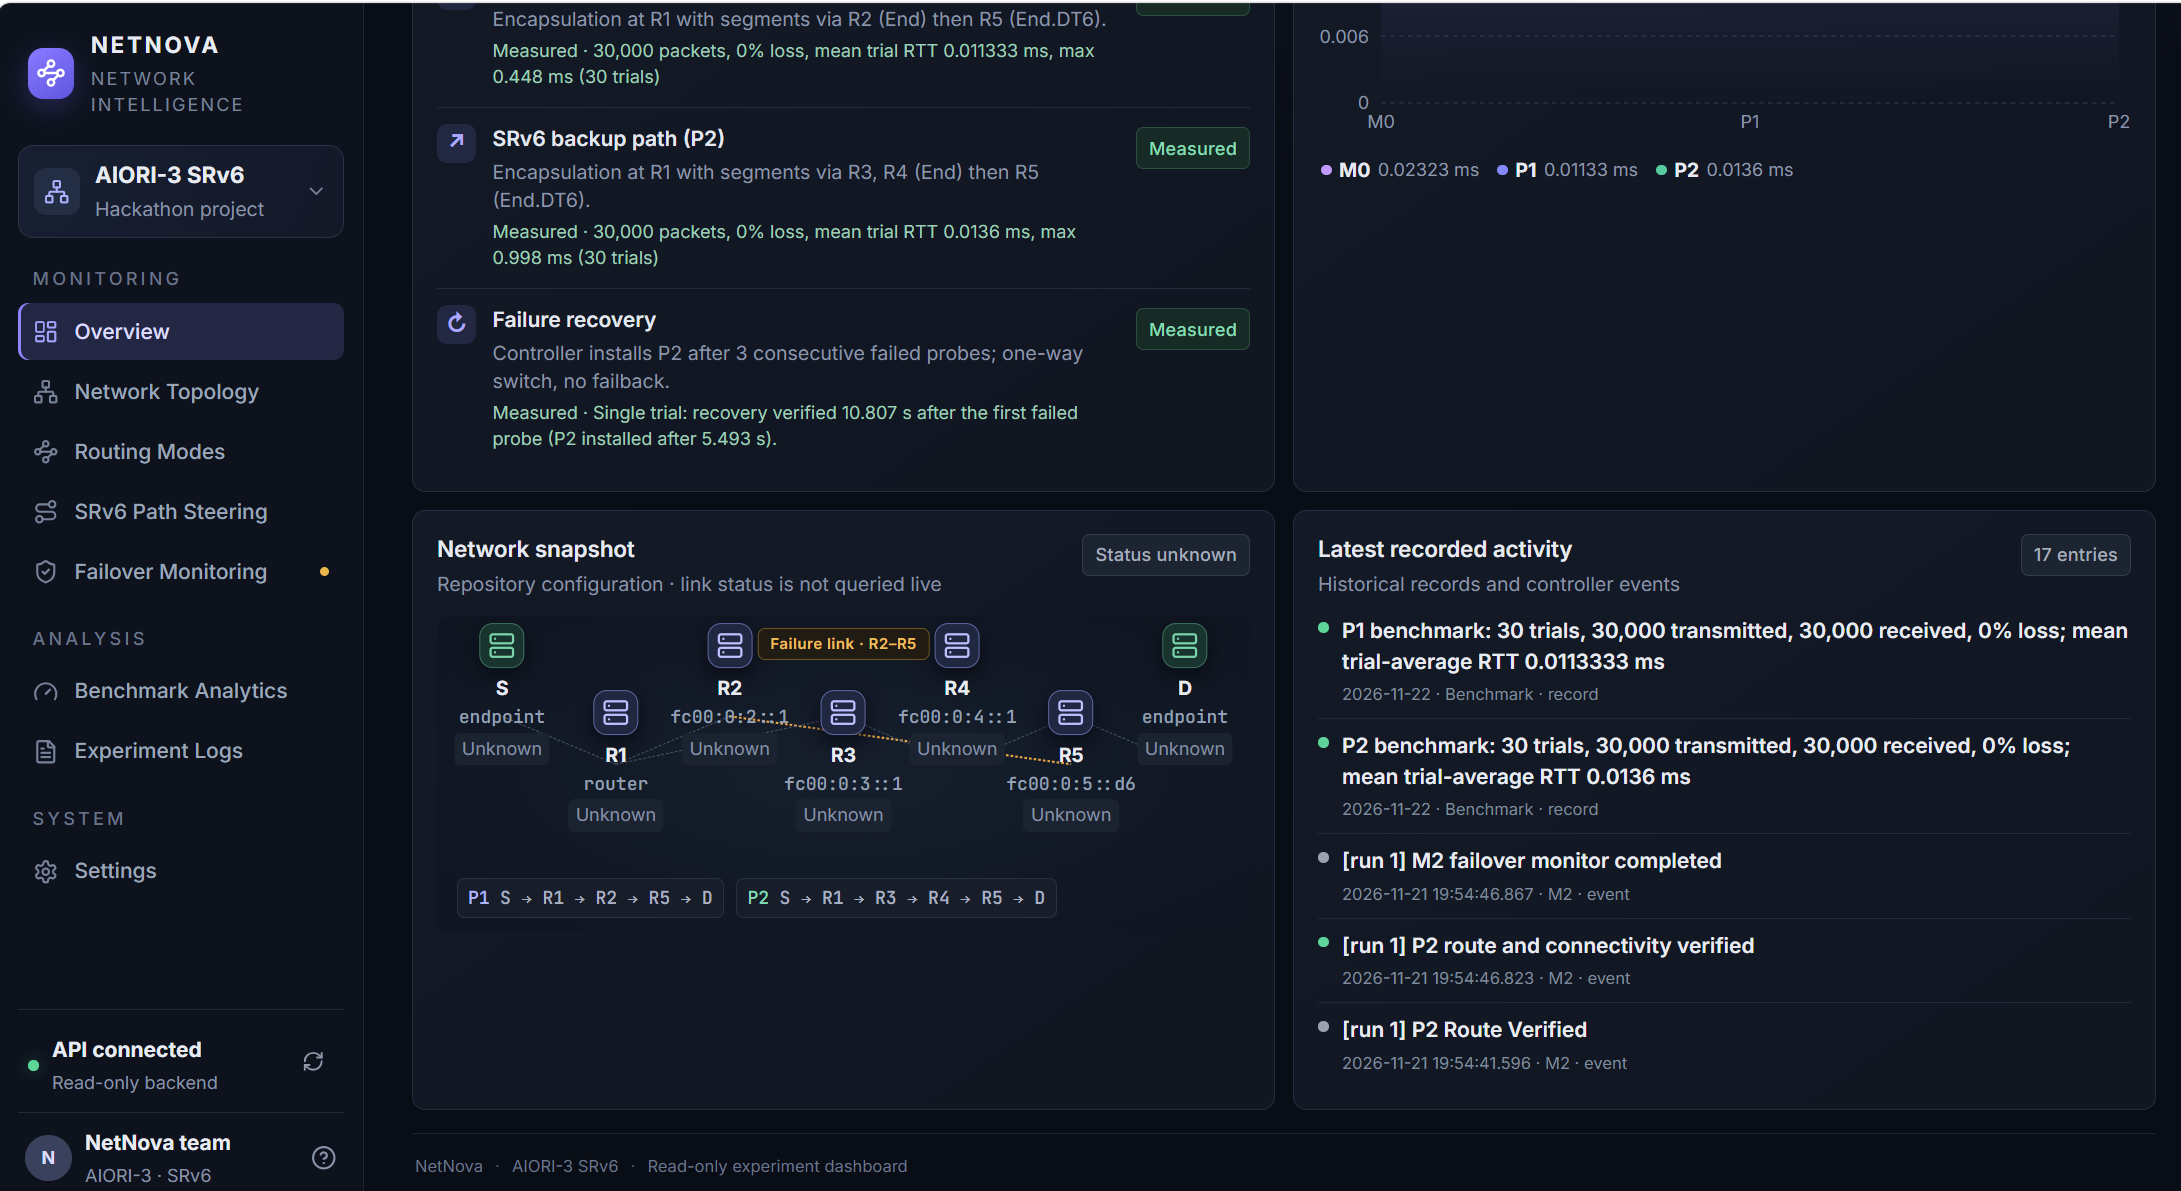 NETNOVA
NETWORK
INTELLIGENCE
AIORI-3 SRv6
Hackathon project
MONITORING
Overview
Network Topology
Routing Modes
SRv6 Path Steering
Failover Monitoring
ANALYSIS
Benchmark Analytics
Experiment Logs
SYSTEM
Settings
API connected
Read-only backend
N
NetNova team
AIORI-3 · SRv6
Encapsulation at R1 with segments via R2 (End) then R5 (End.DT6).
Measured · 30,000 packets, 0% loss, mean trial RTT 0.011333 ms, max
0.448 ms (30 trials)
SRv6 backup path (P2)
Measured
Encapsulation at R1 with segments via R3, R4 (End) then R5
(End.DT6).
Measured · 30,000 packets, 0% loss, mean trial RTT 0.0136 ms, max
0.998 ms (30 trials)
Failure recovery
Measured
Controller installs P2 after 3 consecutive failed probes; one-way
switch, no failback.
Measured · Single trial: recovery verified 10.807 s after the first failed
probe (P2 installed after 5.493 s).
0.006
0
M0 P1 P2
M0 0.02323 ms P1 0.01133 ms P2 0.0136 ms
Network snapshot
Status unknown
Repository configuration · link status is not queried live
Failure link · R2–R5
S R2 R4 D
endpoint fc00:0:2::1 fc00:0:4::1 endpoint
Unknown Unknown Unknown Unknown
R1 R3 R5
router fc00:0:3::1 fc00:0:5::d6
Unknown Unknown Unknown
P1 S → R1 → R2 → R5 → D
P2 S → R1 → R3 → R4 → R5 → D
Latest recorded activity
17 entries
Historical records and controller events
P1 benchmark: 30 trials, 30,000 transmitted, 30,000 received, 0% loss; mean
trial-average RTT 0.0113333 ms
2026-11-22 · Benchmark · record
P2 benchmark: 30 trials, 30,000 transmitted, 30,000 received, 0% loss;
mean trial-average RTT 0.0136 ms
2026-11-22 · Benchmark · record
[run 1] M2 failover monitor completed
2026-11-21 19:54:46.867 · M2 · event
[run 1] P2 route and connectivity verified
2026-11-21 19:54:46.823 · M2 · event
[run 1] P2 Route Verified
2026-11-21 19:54:41.596 · M2 · event
NetNova · AIORI-3 SRv6 · Read-only experiment dashboard